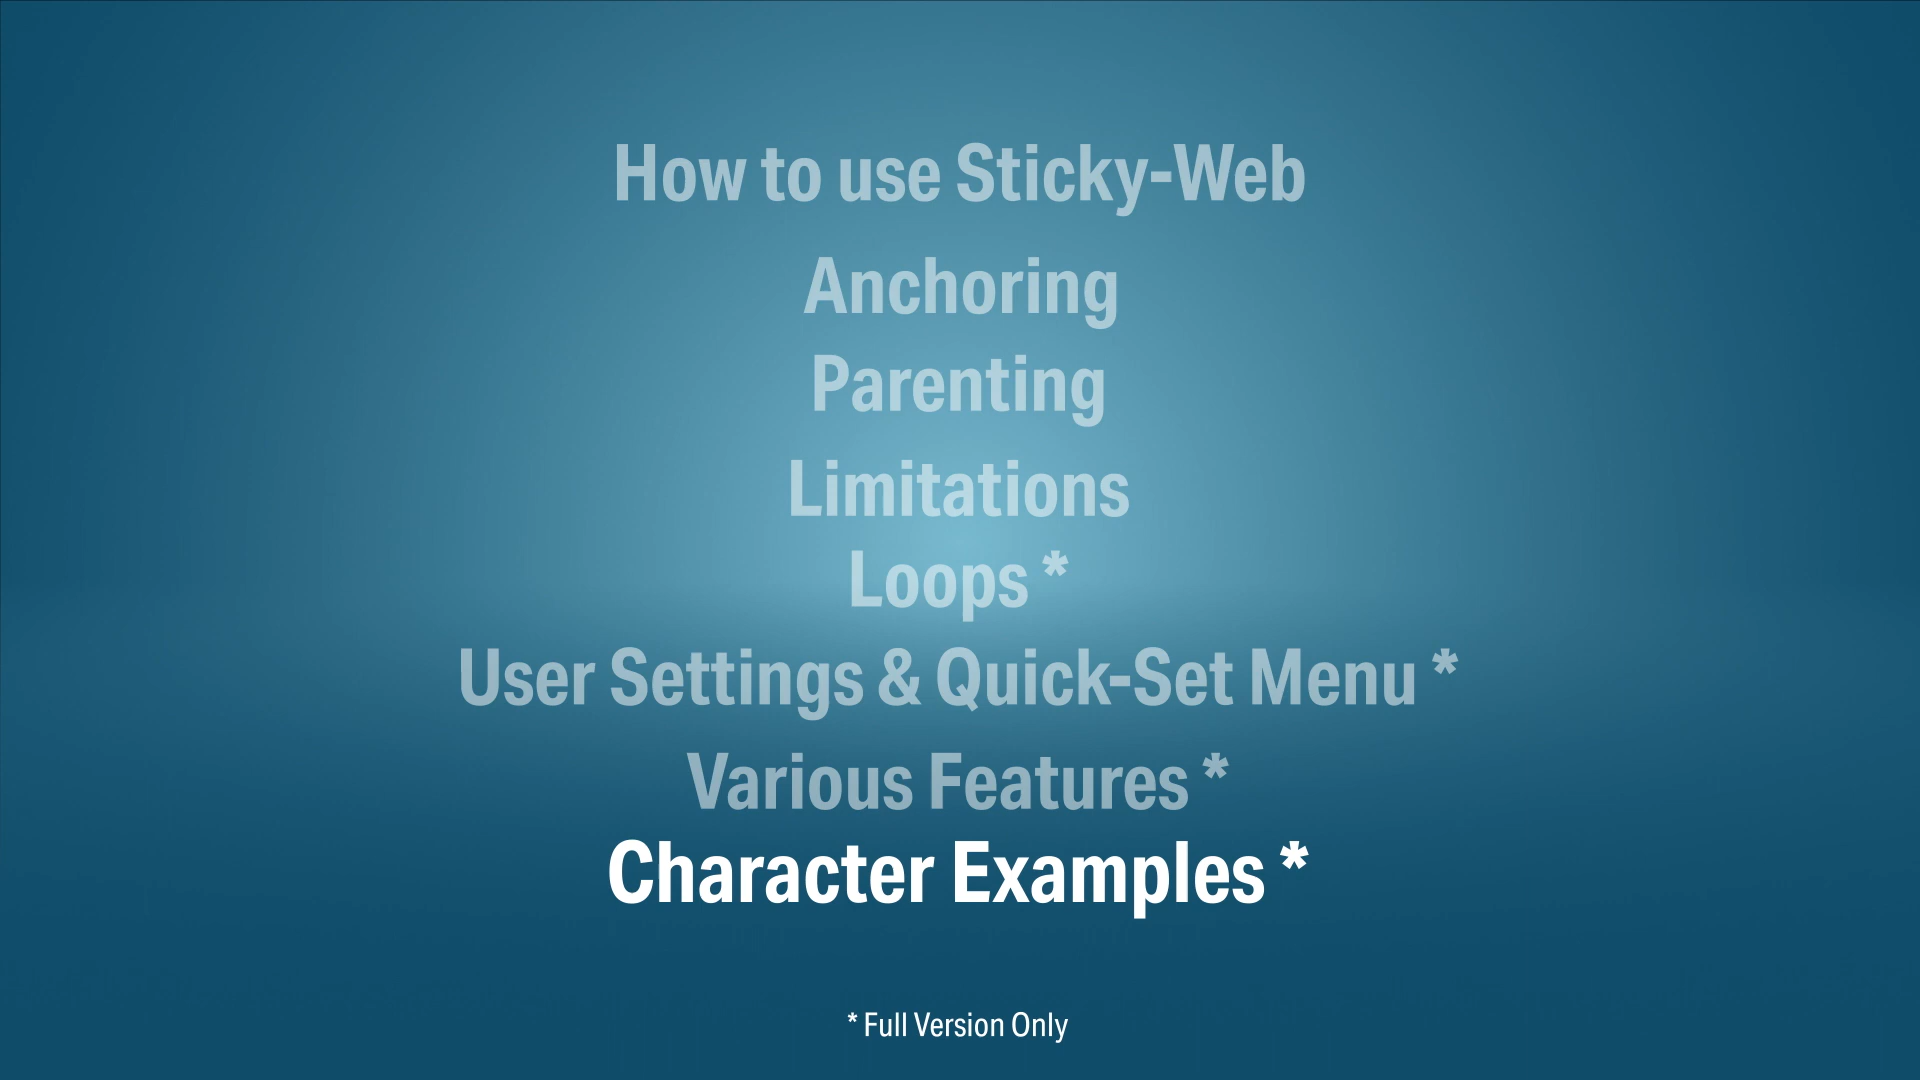 How to use Sticky-Web
Anchoring
Parenting
Limitations
Loops *
User Settings & Quick-Set Menu *
Various Features *
Character Examples *
* Full Version Only